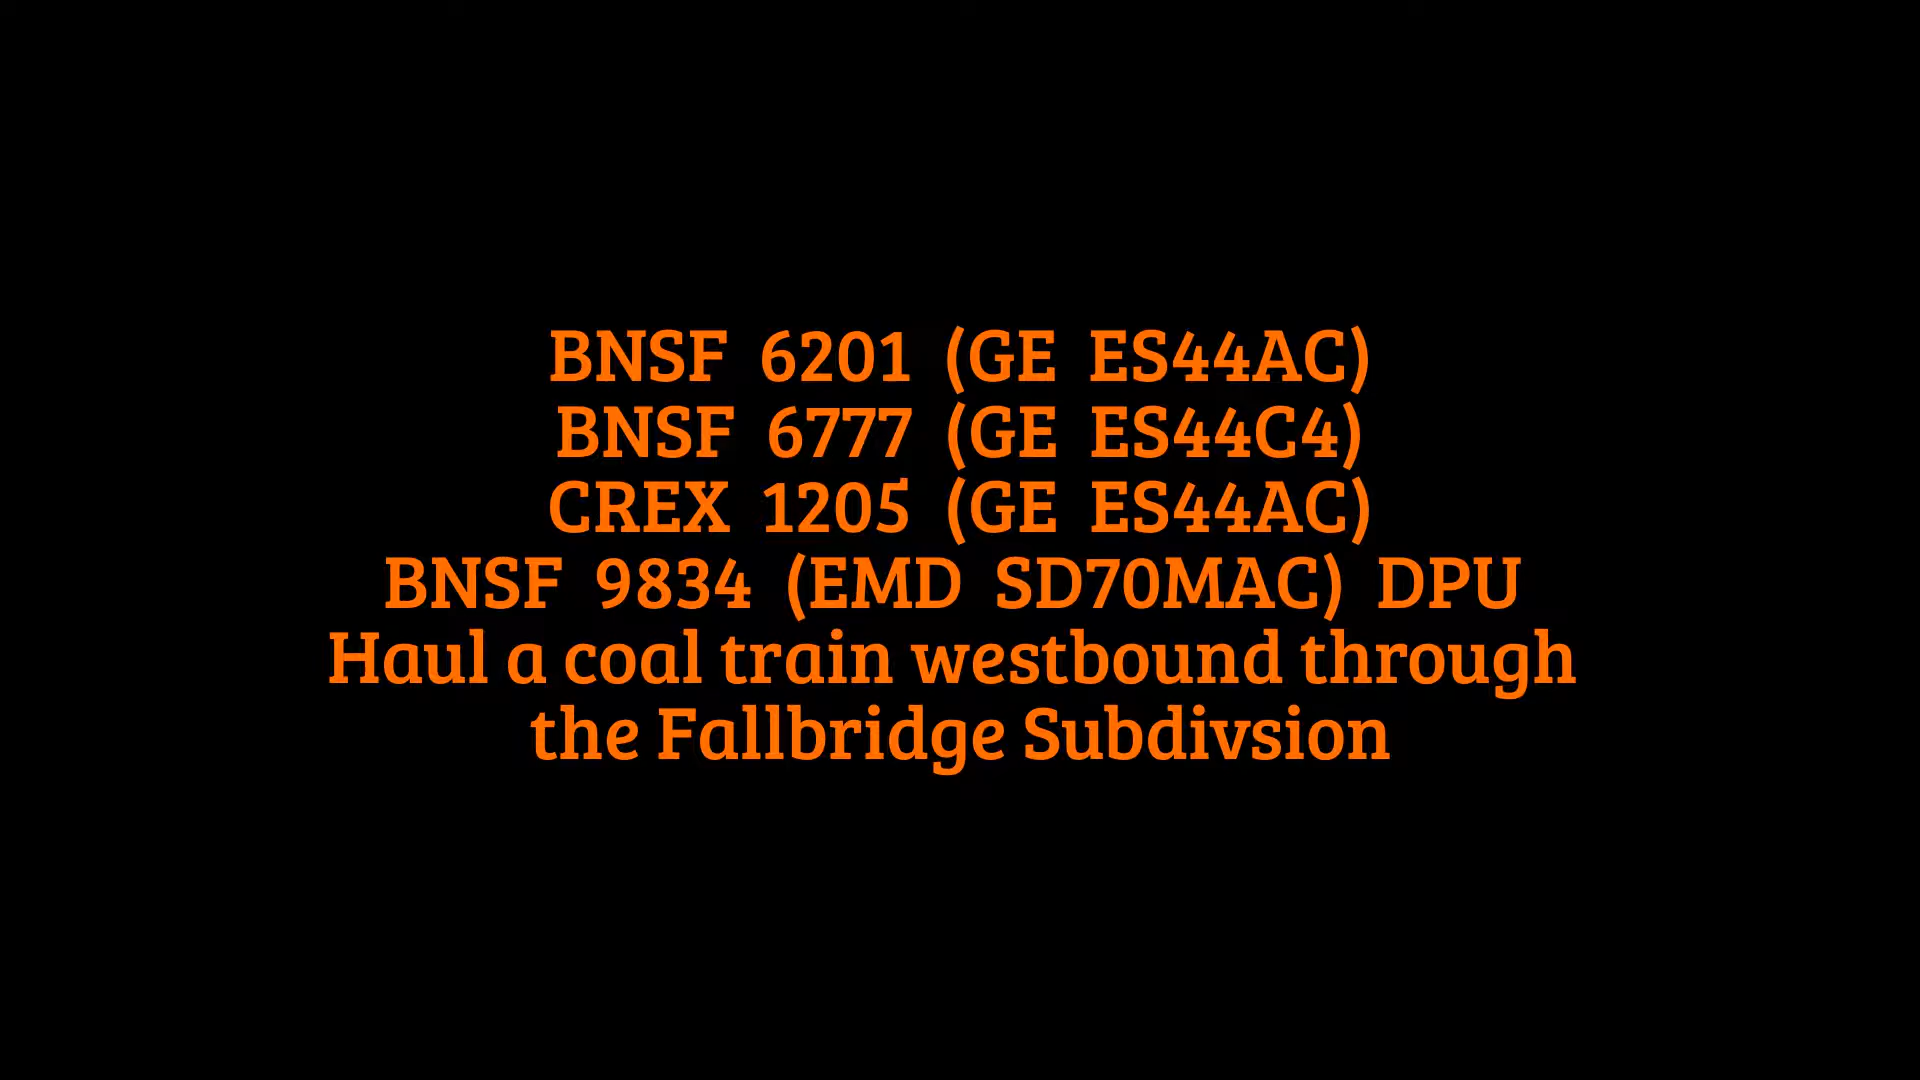 BNSF 6201 (GE ES44AC)
BNSF 6777 (GE ES44C4)
CREX 1205 (GE ES44AC)
BNSF 9834 (EMD SD70MAC) DPU
Haul a coal train westbound through
the Fallbridge Subdivsion